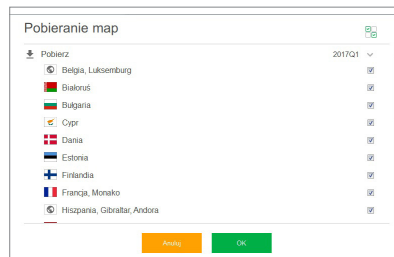 Pobieranie map
Pobierz 2017Q1
Belgia, Luksemburg
Białoruś
Bułgaria
Cypr
Dania
Estonia
Finlandia
Francja, Monako
Hiszpania, Gibraltar, Andora
Anuluj OK